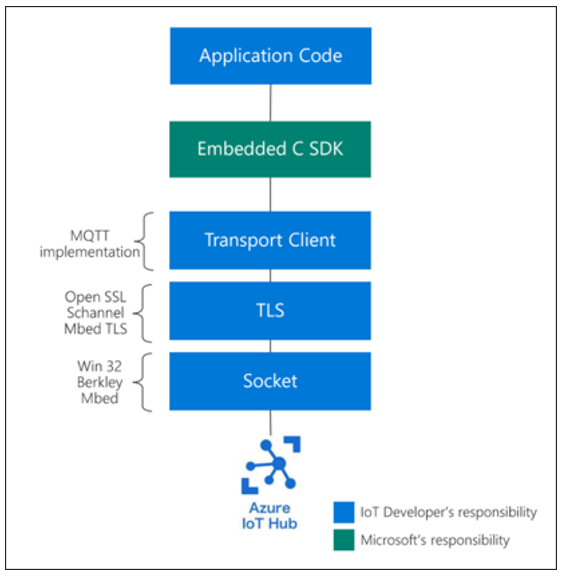 Application Code
Embedded C SDK
MQTT
implementation
Transport Client
Open SSL
Schannel
Mbed TLS
TLS
Win 32
Berkley
Mbed
Socket
Azure
IoT Hub
IoT Developer's responsibility
Microsoft's responsibility